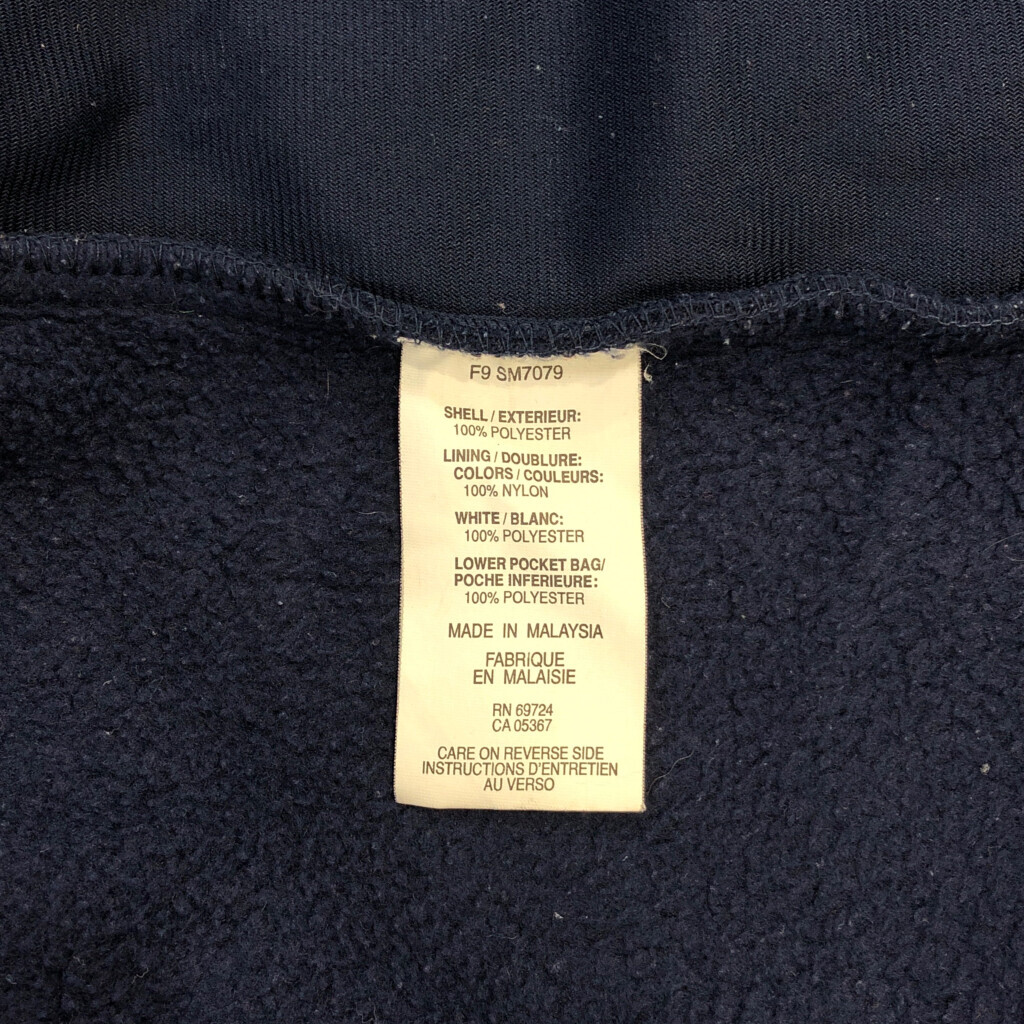 F9 SM7079
SHELL / EXTERIEUR:
100% POLYESTER
LINING / DOUBLURE:
COLORS / COULEURS:
100% NYLON
WHITE / BLANC:
100% POLYESTER
LOWER POCKET BAG/
POCHE INFERIEURE:
100% POLYESTER
MADE IN MALAYSIA
FABRIQUE
EN MALAISIE
RN 69724
CA 05367
CARE ON REVERSE SIDE
INSTRUCTIONS D'ENTRETIEN
AU VERSO